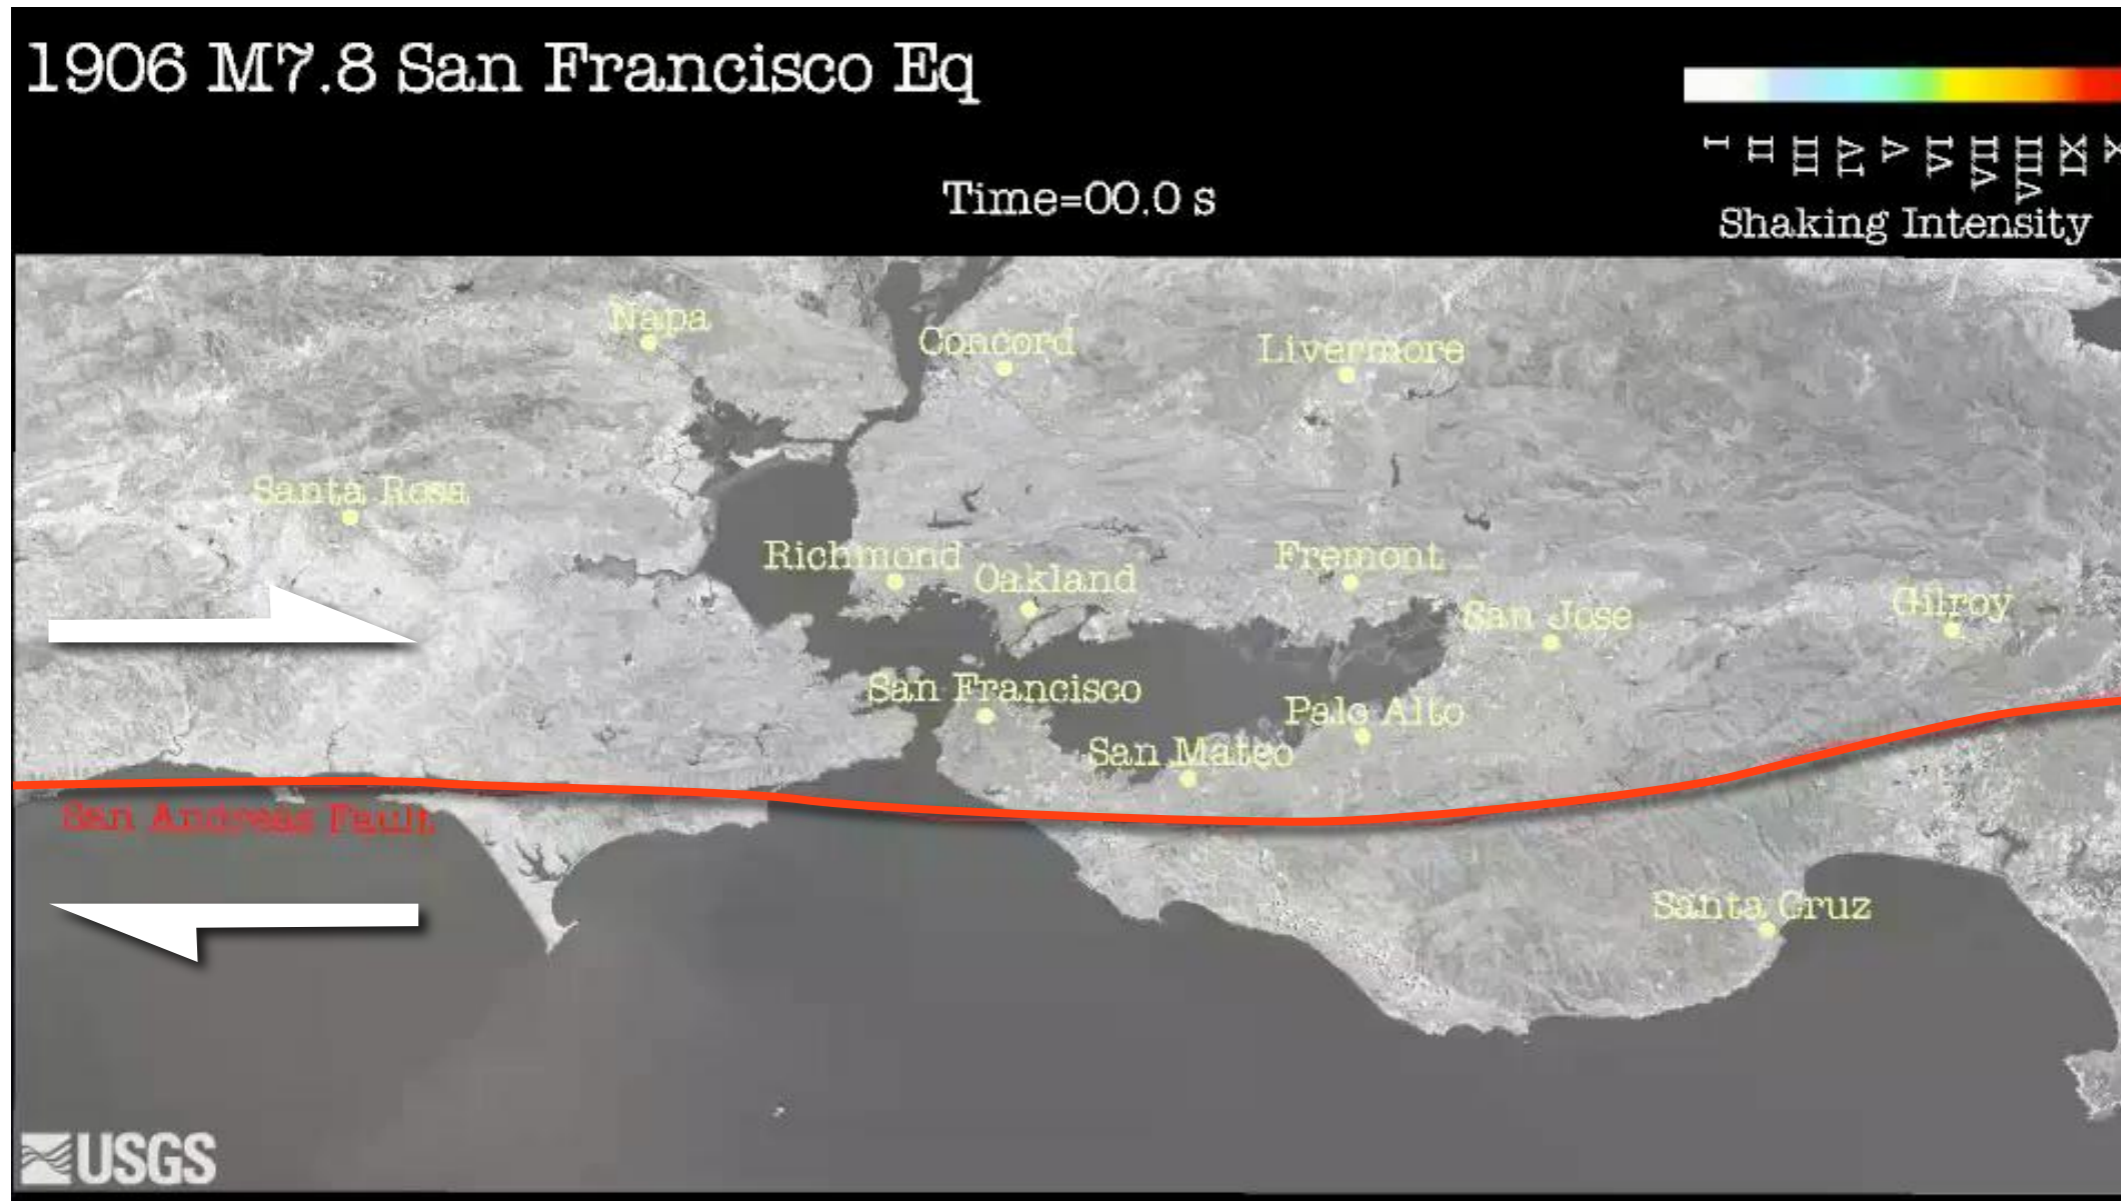 1906 M7.8 San Francisco Eq
Time=00.0 s
I II III IV V VI VII VIII IX X
Shaking Intensity
Napa
Concord
Livermore
Santa Rosa
Richmond
Oakland
Fremont
San Jose
Gilroy
San Francisco
Palo Alto
San Mateo
San Andreas Fault
Santa Cruz
USGS